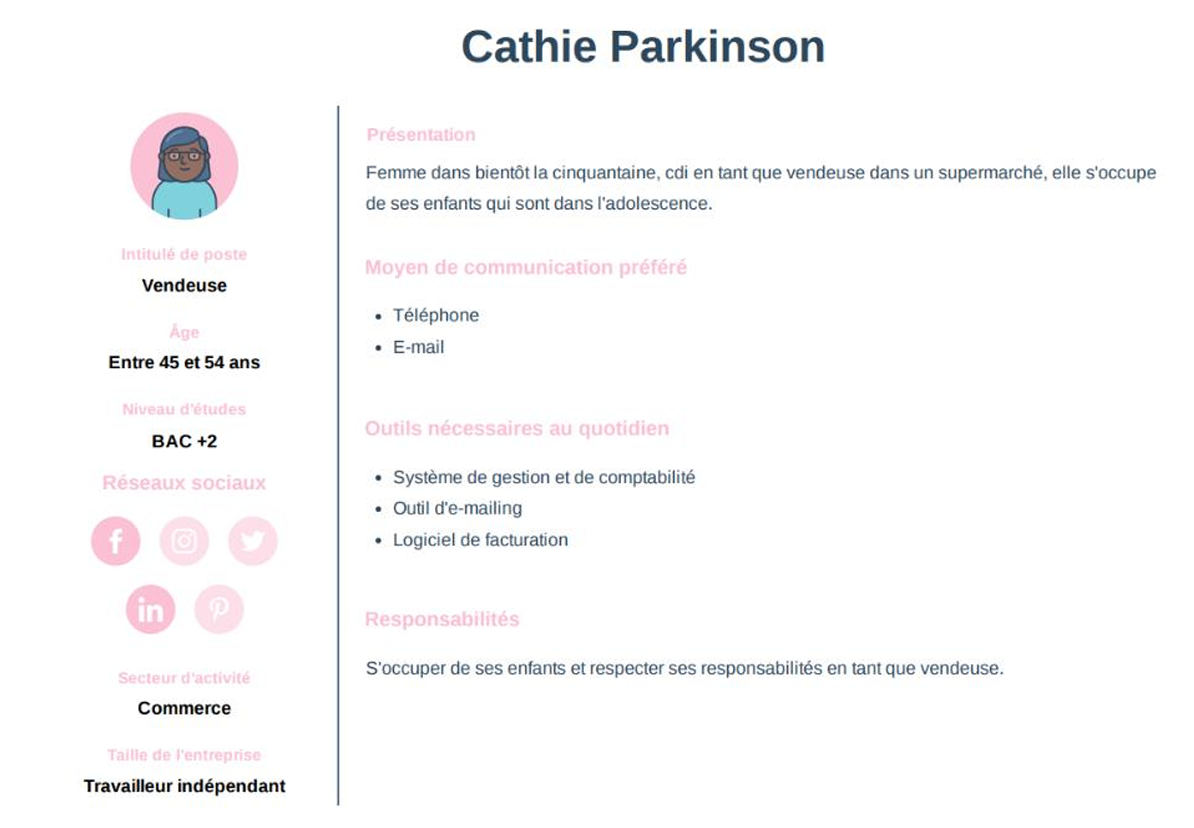 Cathie Parkinson
Intitulé de poste
Vendeuse
Âge
Entre 45 et 54 ans
Niveau d'études
BAC +2
Réseaux sociaux
f
in
Secteur d'activité
Commerce
Taille de l'entreprise
Travailleur indépendant
Présentation
Femme dans bientôt la cinquantaine, cdi en tant que vendeuse dans un supermarché, elle s'occupe
de ses enfants qui sont dans l'adolescence.
Moyen de communication préféré
• Téléphone
• E-mail
Outils nécessaires au quotidien
• Système de gestion et de comptabilité
• Outil d'e-mailing
• Logiciel de facturation
Responsabilités
S'occuper de ses enfants et respecter ses responsabilités en tant que vendeuse.